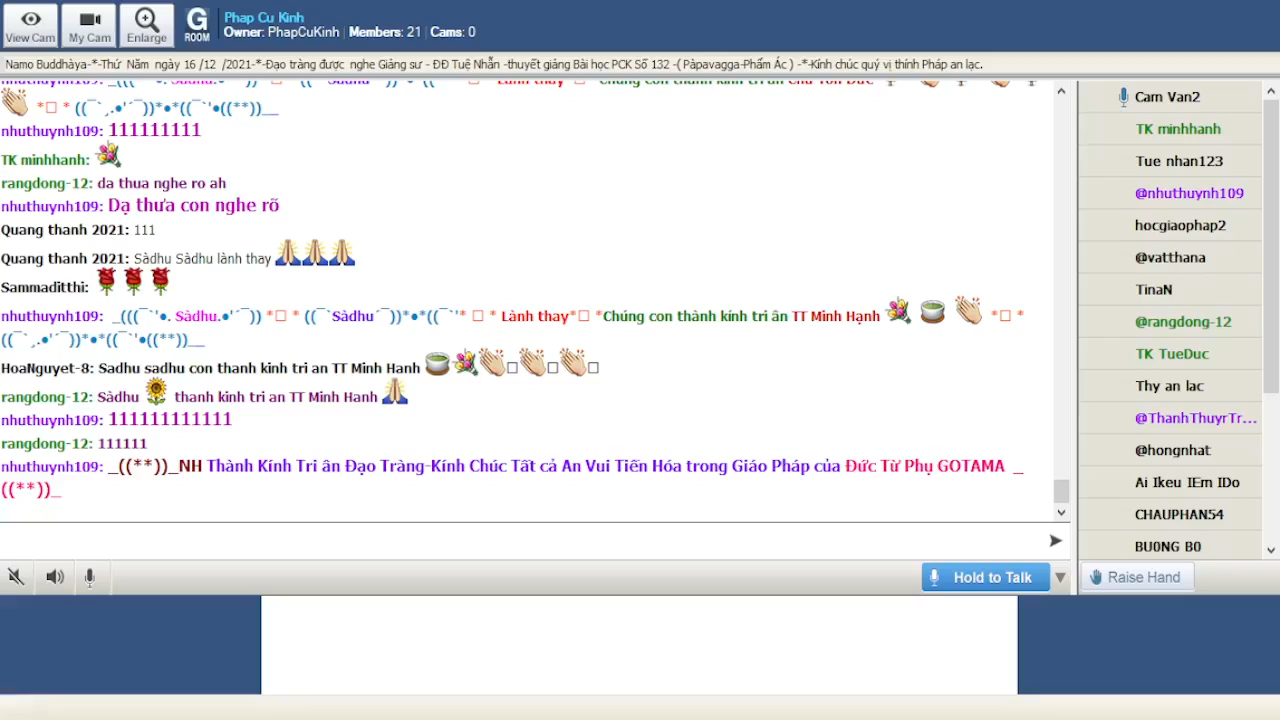 View Cam
My Cam
Enlarge
G
ROOM
Phap Cu Kinh
Owner: PhapCuKinh | Members: 21 | Cams: 0
Namo Buddhàya-*-Thứ Năm ngày 16 /12 /2021-*-Đạo tràng được nghe Giảng sư - ĐĐ Tuệ Nhẫn -thuyết giảng Bài học PCK Số 132 -( Pàpavagga-Phẩm Ác ) -*-Kính chúc quý vị thính Pháp an lạc.
* * ((¯`¸.•'´¯))*•*((¯`'•((**))__
nhuthuynh109: 111111111
TK minhhanh:
rangdong-12: da thua nghe ro ah
nhuthuynh109: Dạ thưa con nghe rõ
Quang thanh 2021: 111
Quang thanh 2021: Sàdhu Sàdhu lành thay
Sammadìtthi:
nhuthuynh109: _(((¯`'•. Sàdhu.•'´¯)) * * ((¯`Sàdhu´¯))*•*((¯`'* * Lành thay* *Chúng con thành kính tri ân TT Minh Hạnh * *
((¯`¸.•'´¯))*•*((¯`'•((**))__
HoaNguyet-8: Sadhu sadhu con thanh kinh tri an TT Minh Hanh
rangdong-12: Sàdhu thanh kinh tri an TT Minh Hanh
nhuthuynh109: 111111111111
rangdong-12: 111111
nhuthuynh109: _((**))_NH Thành Kính Tri ân Đạo Tràng-Kính Chúc Tất cả An Vui Tiến Hóa trong Giáo Pháp của Đức Từ Phụ GOTAMA _
((**))_
Cam Van2
TK minhhanh
Tue nhan123
@nhuthuynh109
hocgiaophap2
@vatthana
TinaN
@rangdong-12
TK TueDuc
Thy an lac
@ThanhThuyrTr...
@hongnhat
Ai Ikeu IEm IDo
CHAUPHAN54
BU0NG B0
Hold to Talk
Raise Hand